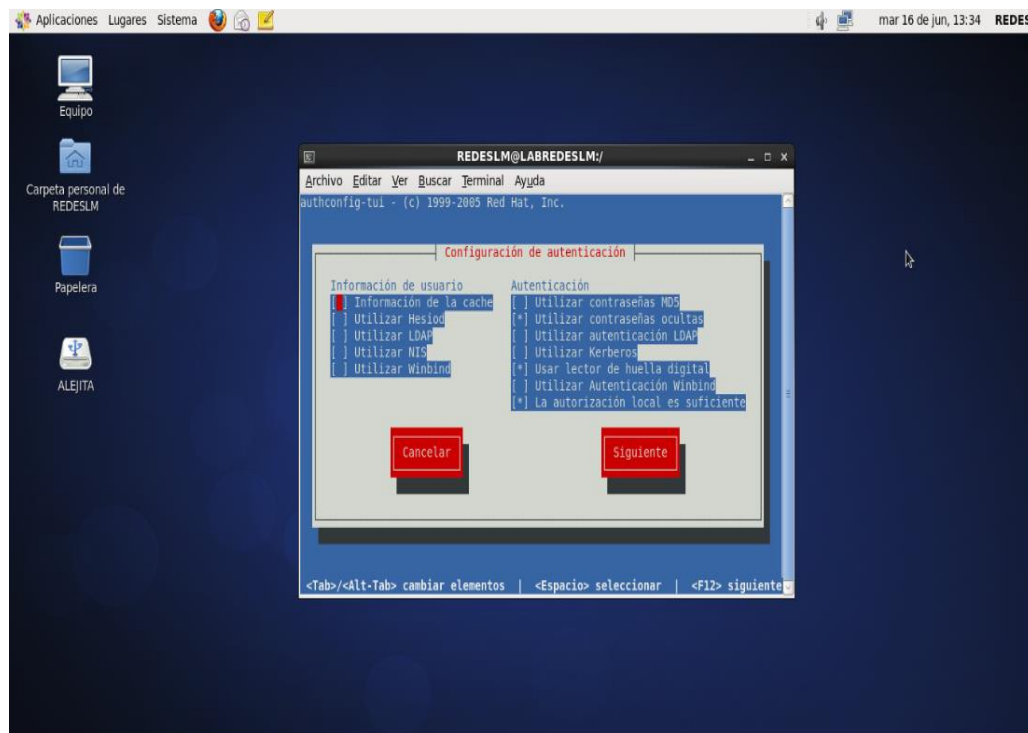 Aplicaciones Lugares Sistema mar 16 de jun, 13:34 REDES
Equipo
Carpeta personal de
REDESLM
Papelera
ALEJITA
REDESLM@LABREDESLM:/
Archivo Editar Ver Buscar Terminal Ayuda
authconfig-tui - (c) 1999-2005 Red Hat, Inc.
Configuración de autenticación
Información de usuario Autenticación
[ ] Información de la cache [ ] Utilizar contraseñas MD5
[ ] Utilizar Hesiod [*] Utilizar contraseñas ocultas
[ ] Utilizar LDAP [ ] Utilizar autenticación LDAP
[ ] Utilizar NIS [ ] Utilizar Kerberos
[ ] Utilizar Winbind [*] Usar lector de huella digital
[ ] Utilizar Autenticación Winbind
[*] La autorización local es suficiente
Cancelar Siguiente
<Tab>/<Alt-Tab> cambiar elementos | <Espacio> seleccionar | <F12> siguiente